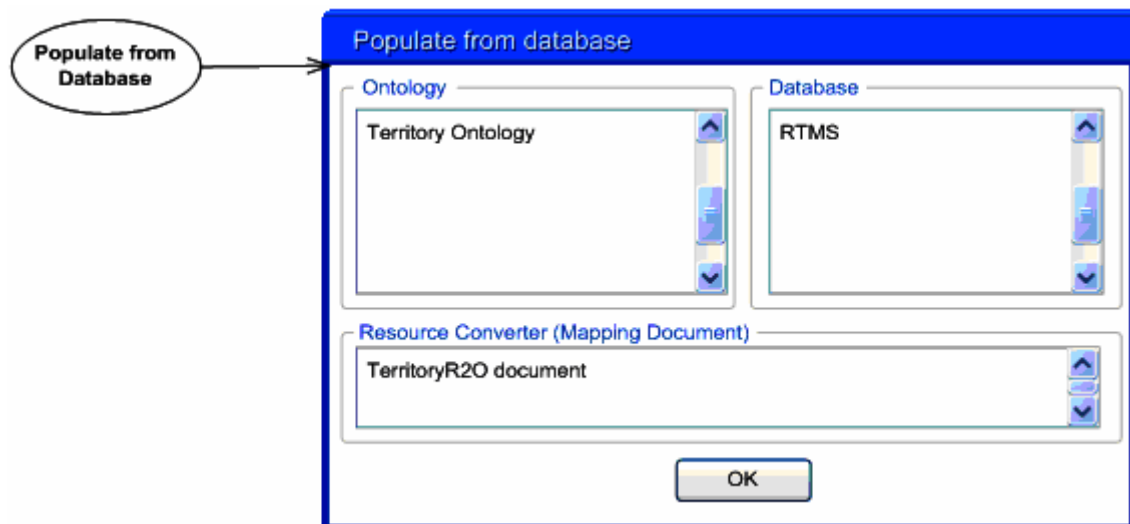 Populate from
Database
Populate from database
Ontology
Territory Ontology
Database
RTMS
Resource Converter (Mapping Document)
TerritoryR2O document
OK